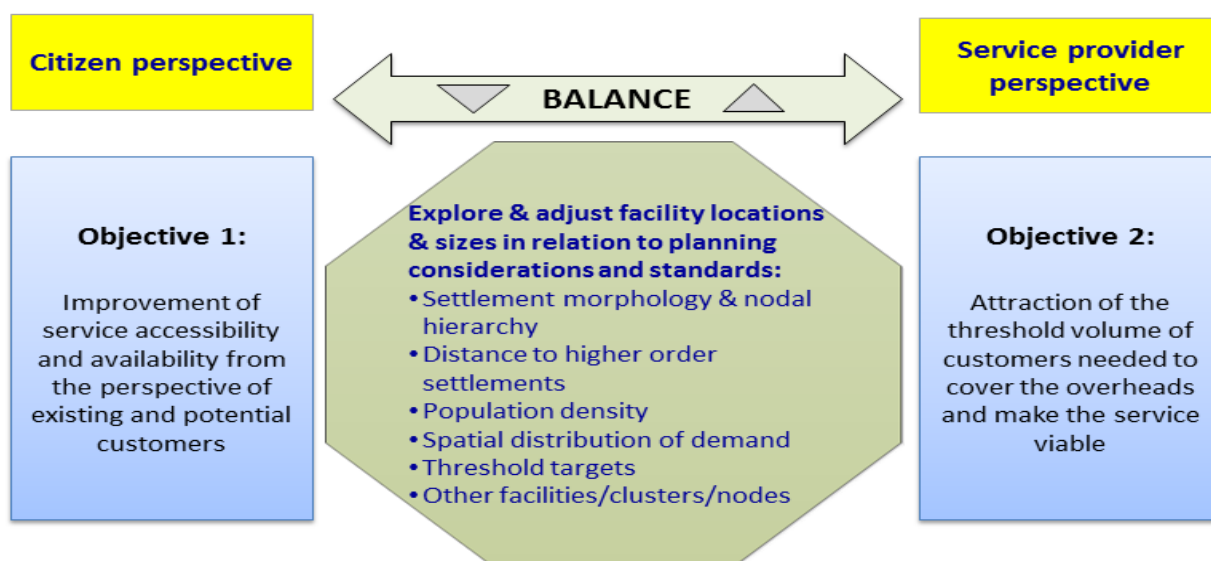 Citizen perspective
BALANCE
Service provider
perspective
Objective 1:
Improvement of
service accessibility
and availability from
the perspective of
existing and potential
customers
Explore & adjust facility locations
& sizes in relation to planning
considerations and standards:
•Settlement morphology & nodal
hierarchy
•Distance to higher order
settlements
•Population density
•Spatial distribution of demand
•Threshold targets
•Other facilities/clusters/nodes
Objective 2:
Attraction of the
threshold volume of
customers needed to
cover the overheads
and make the service
viable